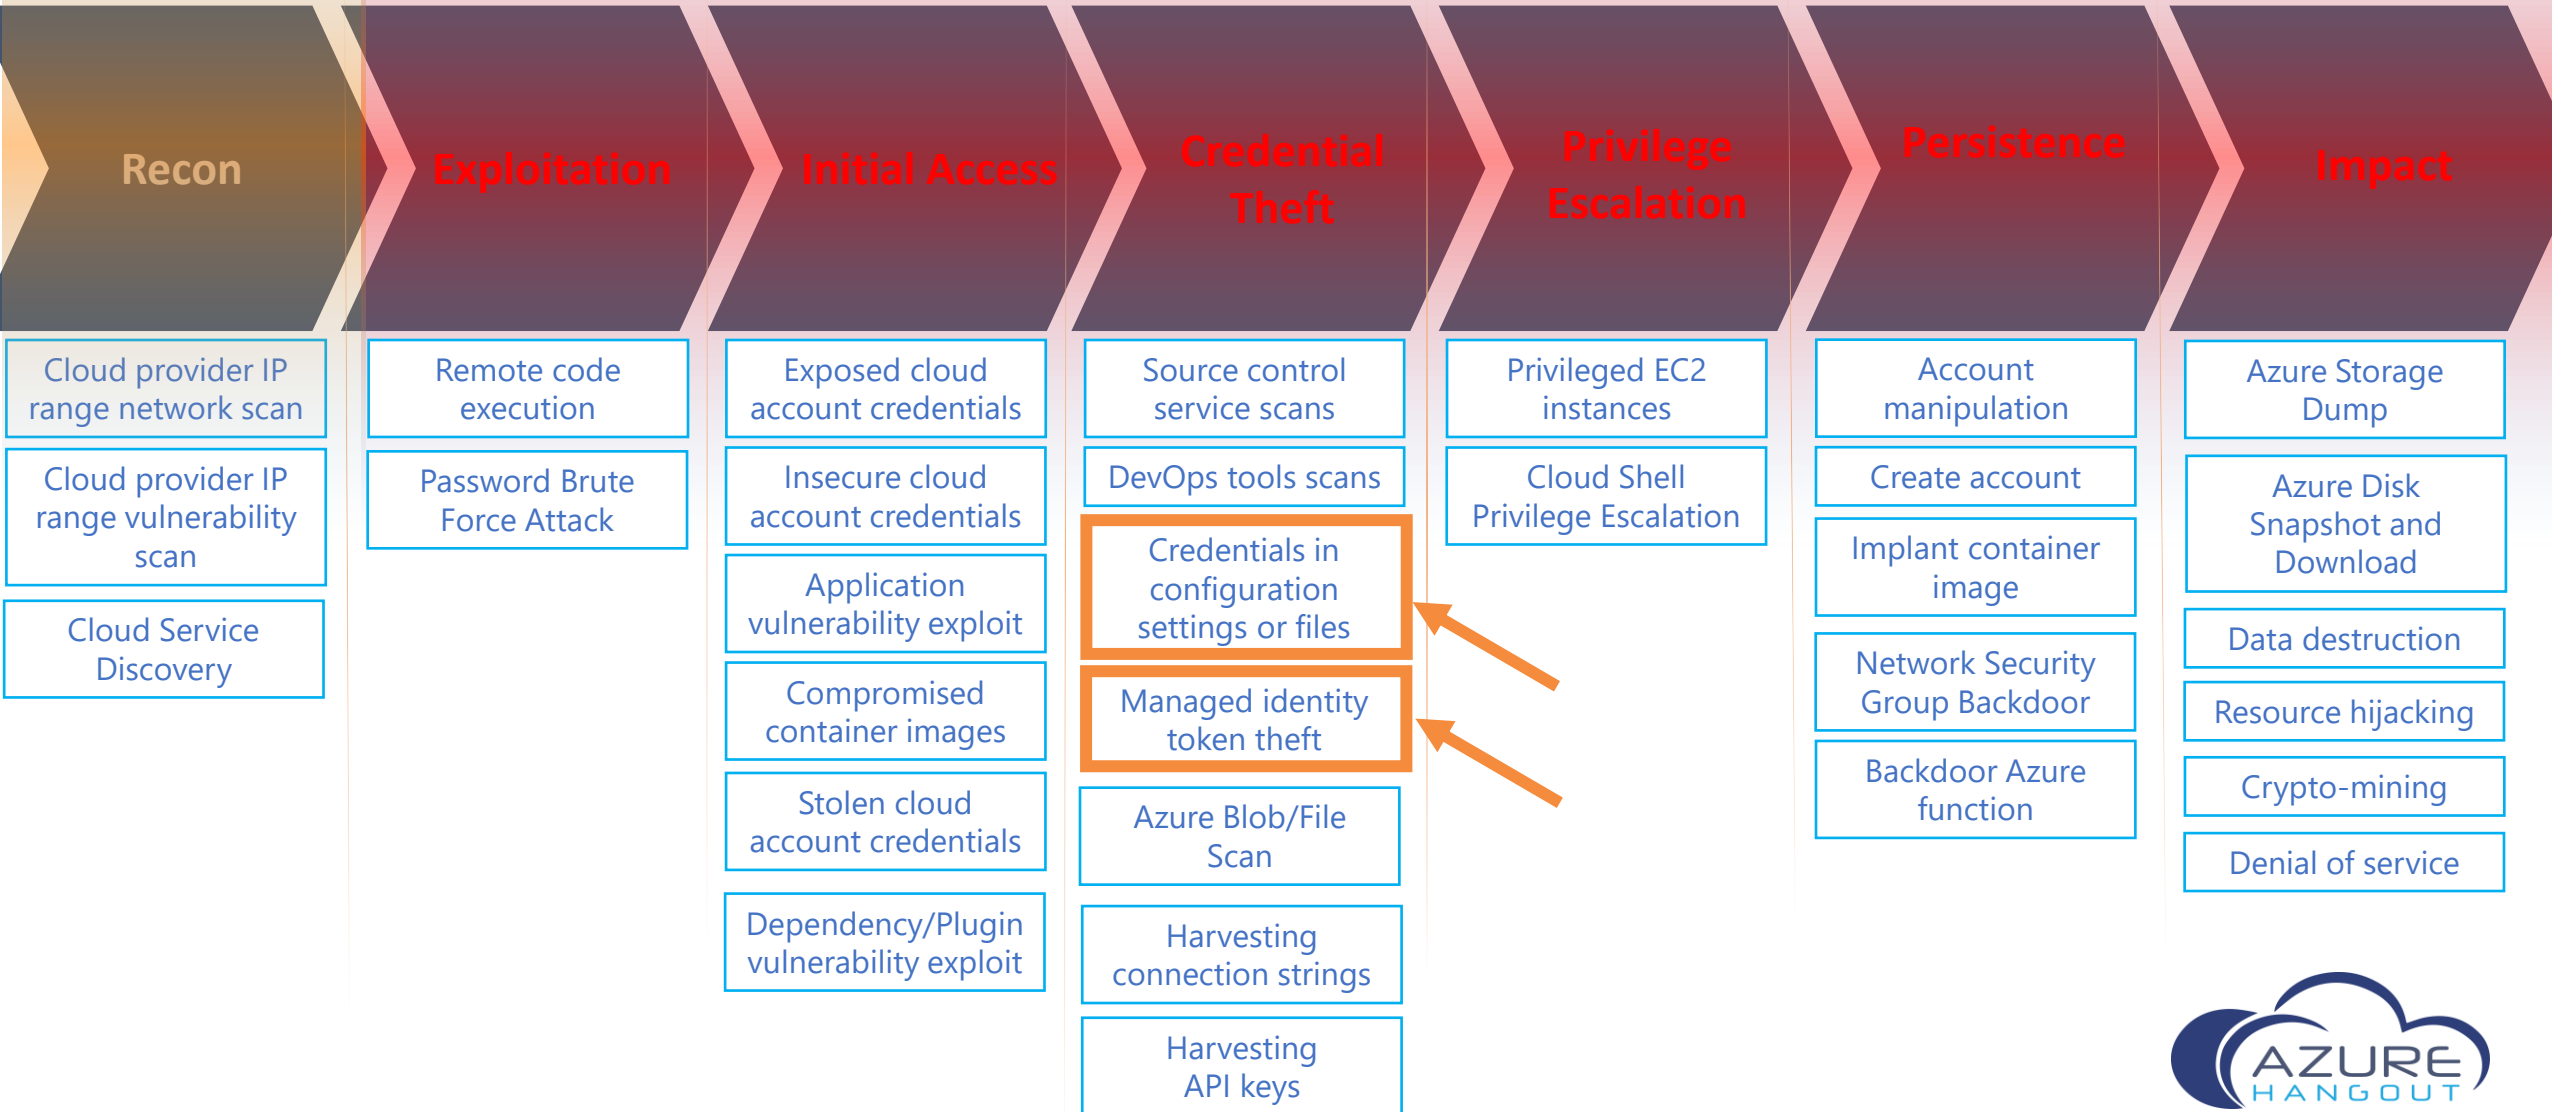 Recon
Exploitation
Initial Access
Credential
Theft
Privilege
Escalation
Persistence
Impact
Cloud provider IP
range network scan
Cloud provider IP
range vulnerability
scan
Cloud Service
Discovery
Remote code
execution
Password Brute
Force Attack
Exposed cloud
account credentials
Insecure cloud
account credentials
Application
vulnerability exploit
Compromised
container images
Stolen cloud
account credentials
Dependency/Plugin
vulnerability exploit
Source control
service scans
DevOps tools scans
Credentials in
configuration
settings or files
Managed identity
token theft
Azure Blob/File
Scan
Harvesting
connection strings
Harvesting
API keys
Privileged EC2
instances
Cloud Shell
Privilege Escalation
Account
manipulation
Create account
Implant container
image
Network Security
Group Backdoor
Backdoor Azure
function
Azure Storage
Dump
Azure Disk
Snapshot and
Download
Data destruction
Resource hijacking
Crypto-mining
Denial of service
AZURE
HANGOUT